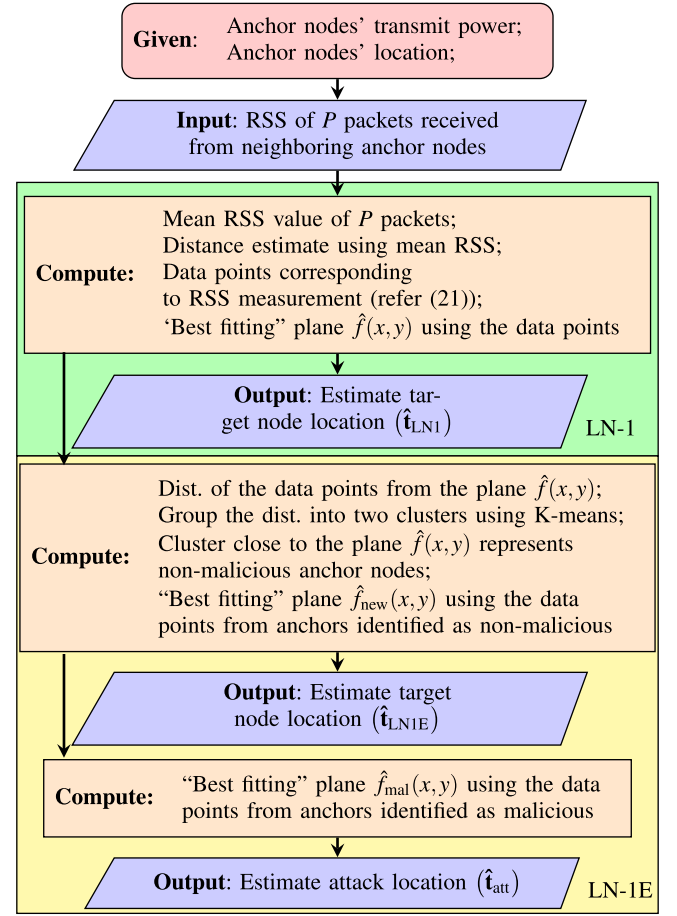 Given: Anchor nodes’ transmit power;
Anchor nodes’ location;
Input: RSS of P packets received
from neighboring anchor nodes
Mean RSS value of P packets;
Distance estimate using mean RSS;
Compute: Data points corresponding
to RSS measurement (refer (21));
‘Best fitting” plane f̂(x,y) using the data points
Output: Estimate tar-
get node location (t̂LN1)
LN-1
Dist. of the data points from the plane f̂(x,y);
Group the dist. into two clusters using K-means;
Compute: Cluster close to the plane f̂(x,y) represents
non-malicious anchor nodes;
“Best fitting” plane f̂new(x,y) using the data
points from anchors identified as non-malicious
Output: Estimate target
node location (t̂LN1E)
Compute: “Best fitting” plane f̂mal(x,y) using the data
points from anchors identified as malicious
Output: Estimate attack location (t̂att)
LN-1E